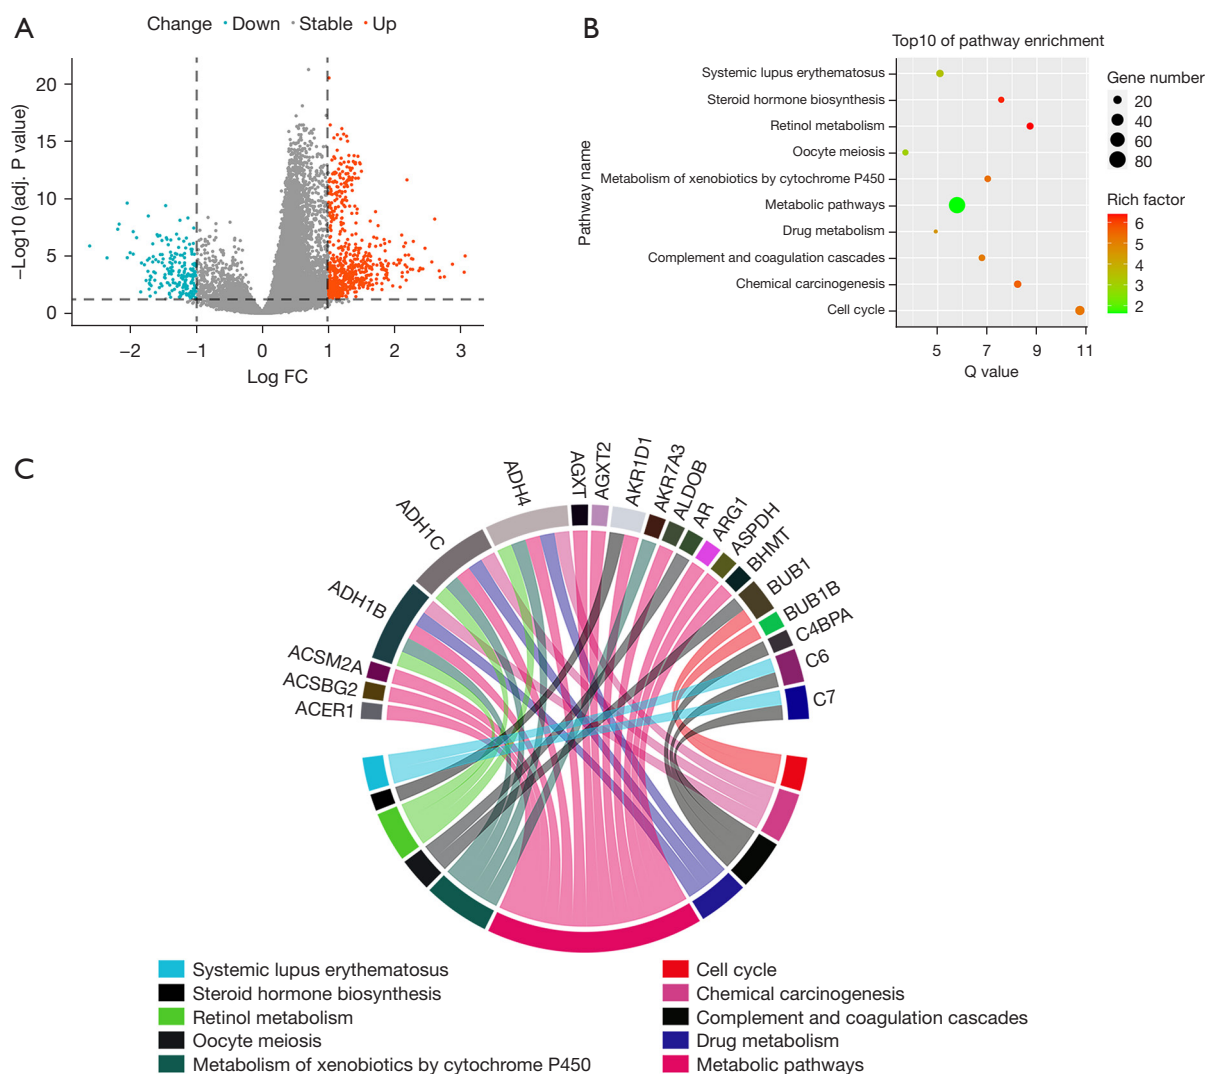 A
Change Down Stable Up
−Log10 (adj. P value)
20
15
10
5
0
−2 −1 0 1 2 3
Log FC
B
Top10 of pathway enrichment
Pathway name
Systemic lupus erythematosus
Steroid hormone biosynthesis
Retinol metabolism
Oocyte meiosis
Metabolism of xenobiotics by cytochrome P450
Metabolic pathways
Drug metabolism
Complement and coagulation cascades
Chemical carcinogenesis
Cell cycle
5 7 9 11
Q value
Gene number
20
40
60
80
Rich factor
6
5
4
3
2
C
ACER1
ACSBG2
ACSM2A
ADH1B
ADH1C
ADH4
AGXT
AGXT2
AKR1D1
AKR7A3
ALDOB
AR
ARG1
ASPDH
BHMT
BUB1
BUB1B
C4BPA
C6
C7
Systemic lupus erythematosus
Steroid hormone biosynthesis
Retinol metabolism
Oocyte meiosis
Metabolism of xenobiotics by cytochrome P450
Cell cycle
Chemical carcinogenesis
Complement and coagulation cascades
Drug metabolism
Metabolic pathways